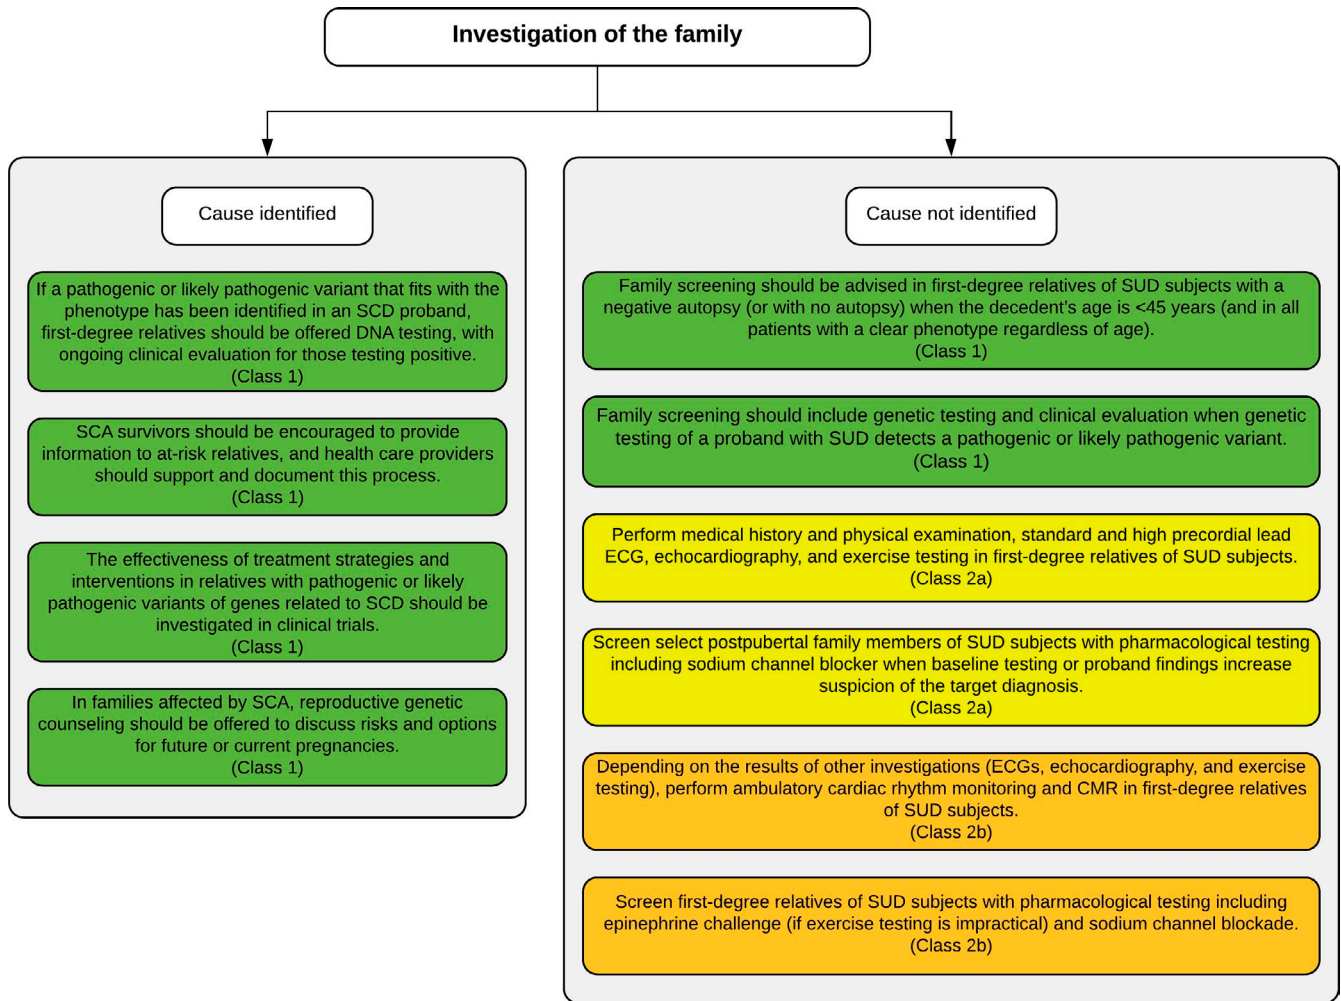 Investigation of the family
Cause identified
If a pathogenic or likely pathogenic variant that fits with the
phenotype has been identified in an SCD proband,
first-degree relatives should be offered DNA testing, with
ongoing clinical evaluation for those testing positive.
(Class 1)
SCA survivors should be encouraged to provide
information to at-risk relatives, and health care providers
should support and document this process.
(Class 1)
The effectiveness of treatment strategies and
interventions in relatives with pathogenic or likely
pathogenic variants of genes related to SCD should be
investigated in clinical trials.
(Class 1)
In families affected by SCA, reproductive genetic
counseling should be offered to discuss risks and options
for future or current pregnancies.
(Class 1)
Cause not identified
Family screening should be advised in first-degree relatives of SUD subjects with a
negative autopsy (or with no autopsy) when the decedent's age is <45 years (and in all
patients with a clear phenotype regardless of age).
(Class 1)
Family screening should include genetic testing and clinical evaluation when genetic
testing of a proband with SUD detects a pathogenic or likely pathogenic variant.
(Class 1)
Perform medical history and physical examination, standard and high precordial lead
ECG, echocardiography, and exercise testing in first-degree relatives of SUD subjects.
(Class 2a)
Screen select postpubertal family members of SUD subjects with pharmacological testing
including sodium channel blocker when baseline testing or proband findings increase
suspicion of the target diagnosis.
(Class 2a)
Depending on the results of other investigations (ECGs, echocardiography, and exercise
testing), perform ambulatory cardiac rhythm monitoring and CMR in first-degree relatives
of SUD subjects.
(Class 2b)
Screen first-degree relatives of SUD subjects with pharmacological testing including
epinephrine challenge (if exercise testing is impractical) and sodium channel blockade.
(Class 2b)